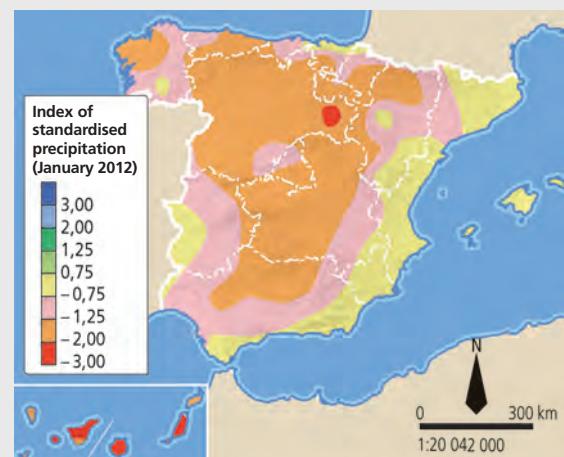 Index of
standardised
precipitation
(January 2012)
3,00
2,00
1,25
0,75
–0,75
–1,25
–2,00
–3,00
N
0 300 km
1:20 042 000